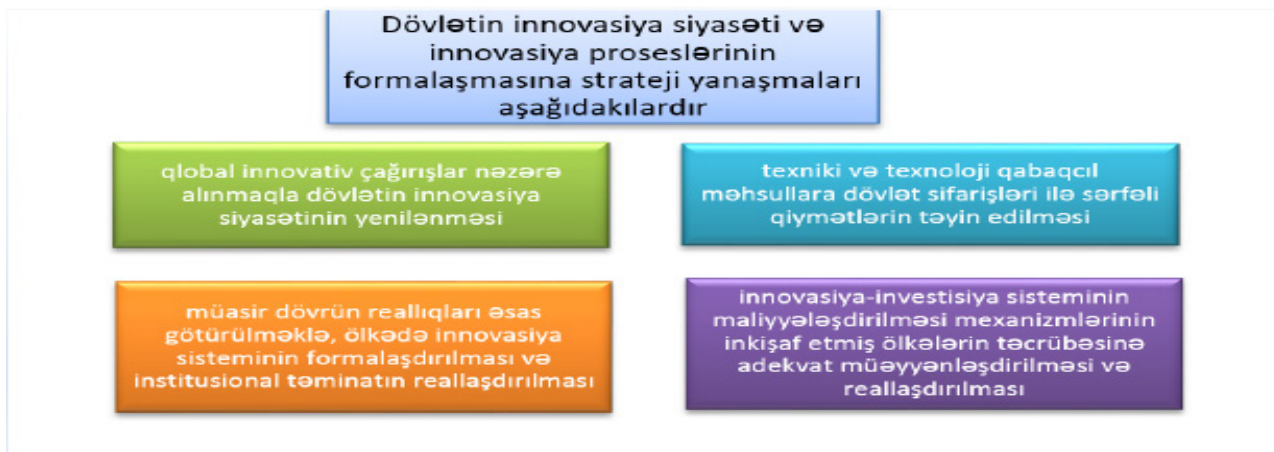 Dövlətin innovasiya siyasəti və
innovasiya proseslərinin
formalaşmasına strateji yanaşmaları
aşağıdakılardır
qlobal innovativ çağırışlar nəzərə
alınmaqla dövlətin innovasiya
siyasətinin yenilənməsi
texniki və texnoloji qabaqcıl
məhsullara dövlət sifarişləri ilə sərfəli
qiymətlərin təyin edilməsi
müasir dövrün reallıqları əsas
götürülməklə, ölkədə innovasiya
sisteminin formalaşdırılması və
institusional təminatın reallaşdırılması
innovasiya-investisiya sisteminin
maliyyələşdirilməsi mexanizmlərinin
inkişaf etmiş ölkələrin təcrübəsinə
adekvat müəyyənləşdirilməsi və
reallaşdırılması